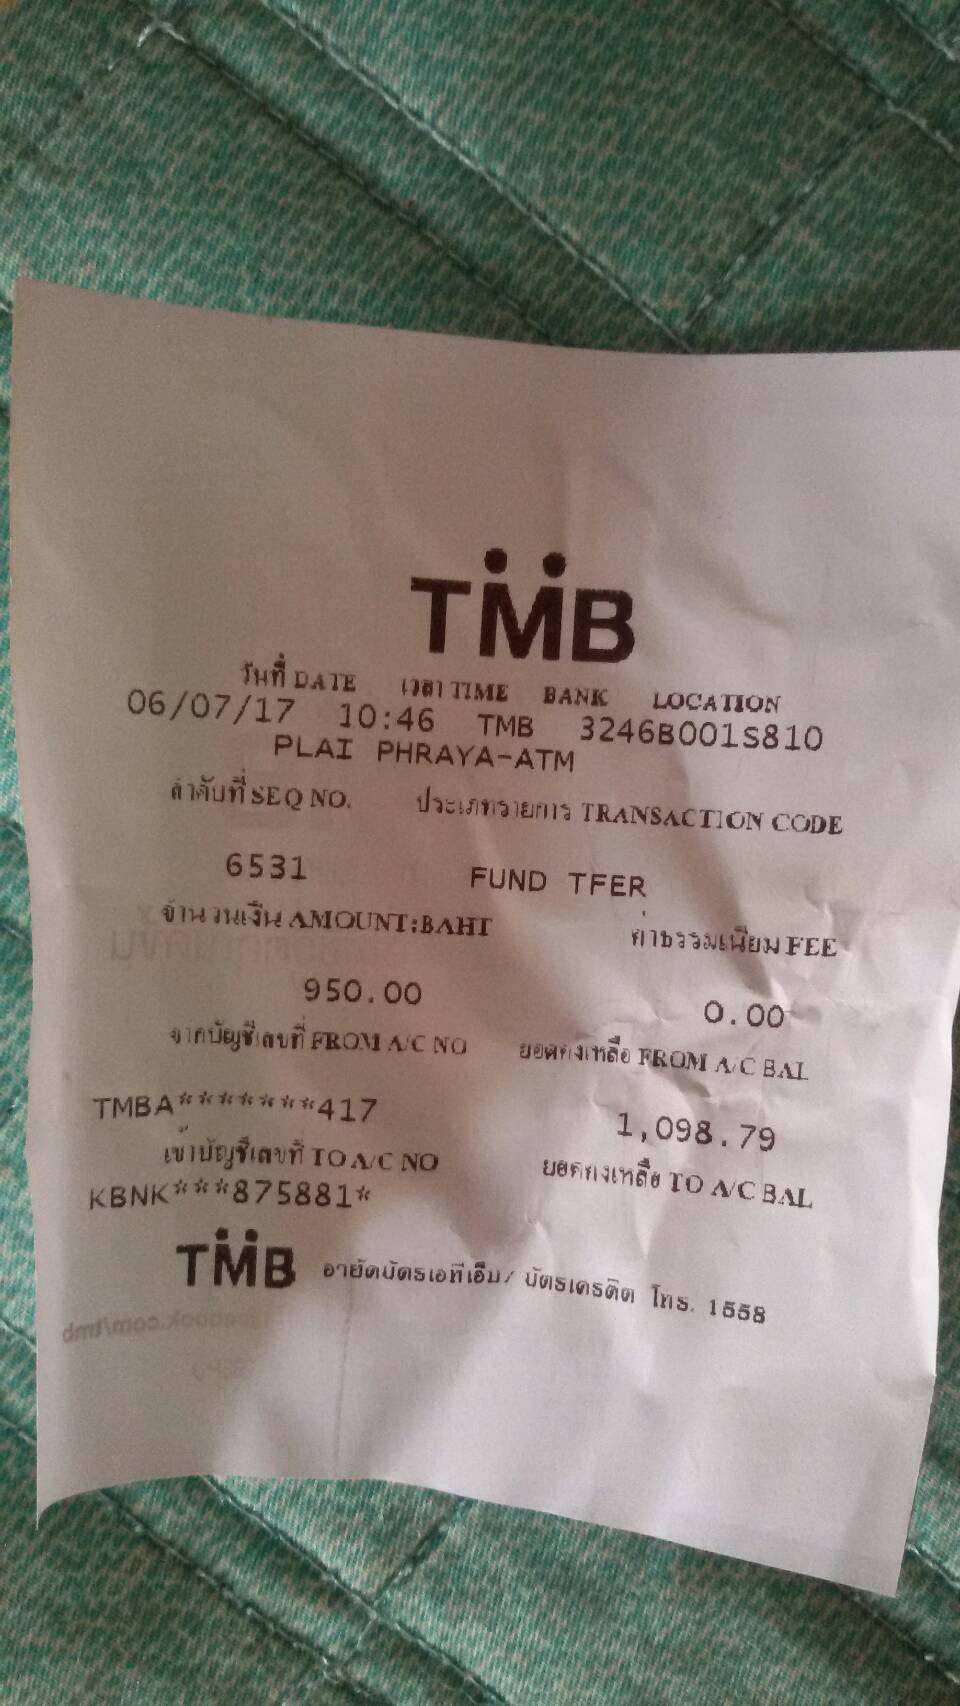 TMB
วันที่ DATE เวลา TIME BANK LOCATION
06/07/17 10:46 TMB 3246B001S810
PLAI PHRAYA-ATM
ลำดับที่ SEQ NO. ประเภทรายการ TRANSACTION CODE
6531 FUND TFER
จำนวนเงิน AMOUNT:BAHT ค่าธรรมเนียม FEE
950.00 0.00
จากบัญชีเลขที่ FROM A/C NO ยอดคงเหลือ FROM A/C BAL
TMBA*******417 1,098.79
เข้าบัญชีเลขที่ TO A/C NO ยอดคงเหลือ TO A/C BAL
KBNK***875881*
TMB อายัดบัตรเอทีเอ็ม/ บัตรเครดิต โทร. 1558